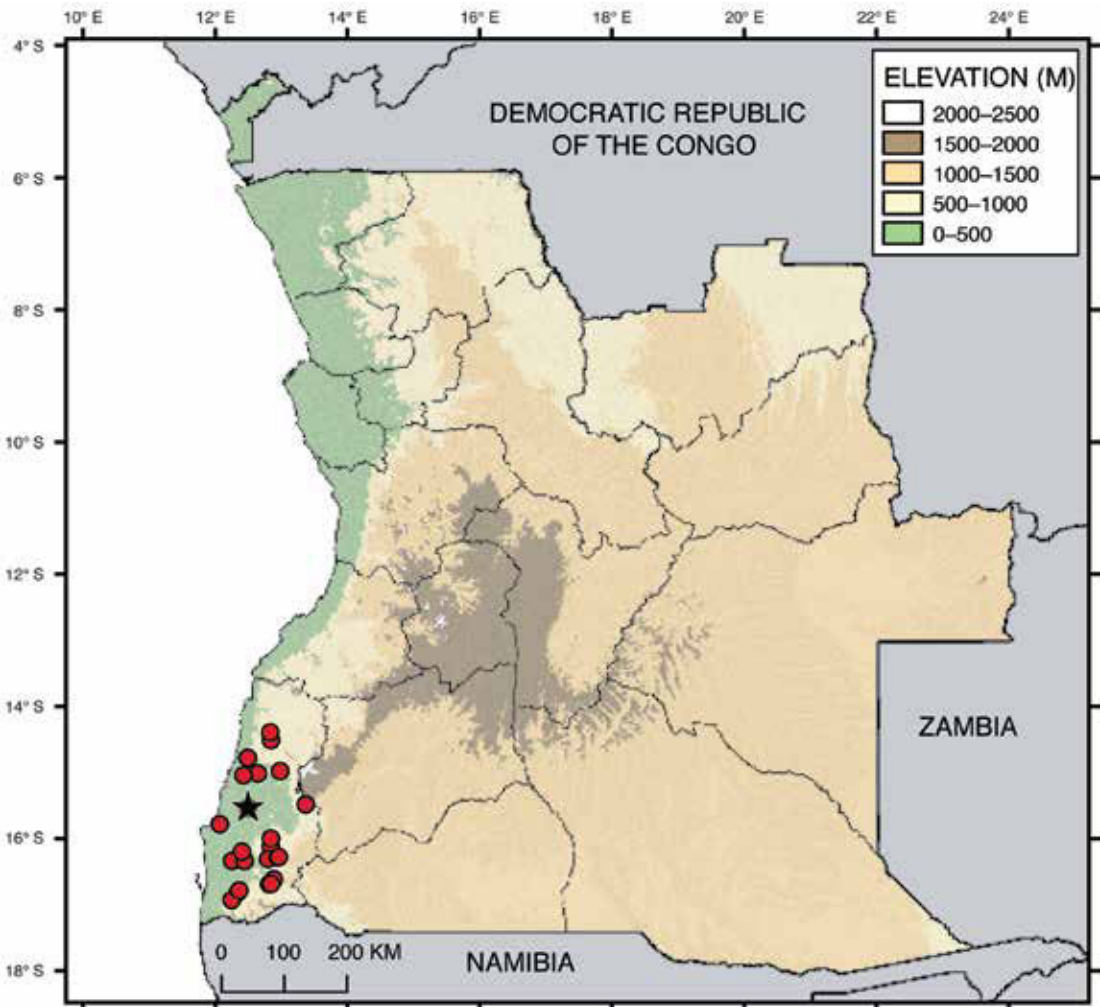 10° E 12° E 14° E 16° E 18° E 20° E 22° E 24° E
4° S
6° S
8° S
10° S
12° S
14° S
16° S
18° S
ELEVATION (M)
2000–2500
1500–2000
1000–1500
500–1000
0–500
DEMOCRATIC REPUBLIC
OF THE CONGO
ZAMBIA
NAMIBIA
0 100 200 KM